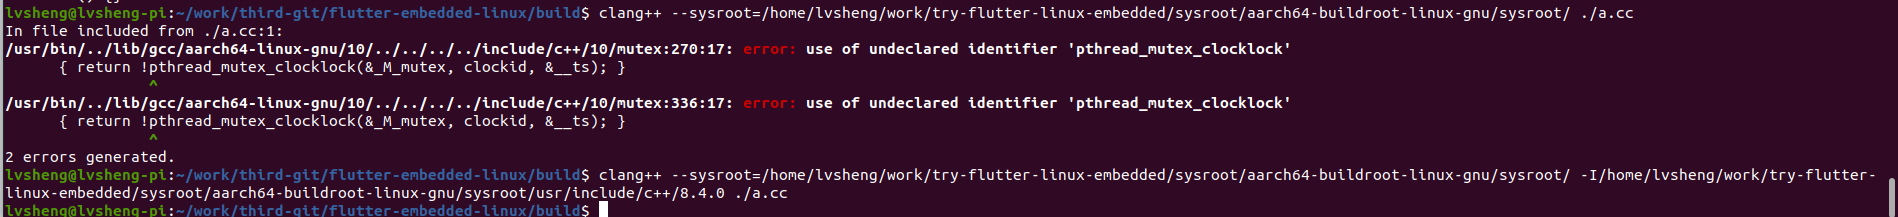 lvsheng@lvsheng-pi:~/work/third-git/flutter-embedded-linux/build$ clang++ --sysroot=/home/lvsheng/work/try-flutter-linux-embedded/sysroot/aarch64-buildroot-linux-gnu/sysroot/ ./a.cc
In file included from ./a.cc:1:
/usr/bin/../lib/gcc/aarch64-linux-gnu/10/../../../../include/c++/10/mutex:270:17: error: use of undeclared identifier 'pthread_mutex_clocklock'
      { return !pthread_mutex_clocklock(&_M_mutex, clockid, &__ts); }
                ^
/usr/bin/../lib/gcc/aarch64-linux-gnu/10/../../../../include/c++/10/mutex:336:17: error: use of undeclared identifier 'pthread_mutex_clocklock'
      { return !pthread_mutex_clocklock(&_M_mutex, clockid, &__ts); }
                ^
2 errors generated.
lvsheng@lvsheng-pi:~/work/third-git/flutter-embedded-linux/build$ clang++ --sysroot=/home/lvsheng/work/try-flutter-linux-embedded/sysroot/aarch64-buildroot-linux-gnu/sysroot/ -I/home/lvsheng/work/try-flutter-
linux-embedded/sysroot/aarch64-buildroot-linux-gnu/sysroot/usr/include/c++/8.4.0 ./a.cc
lvsheng@lvsheng-pi:~/work/third-git/flutter-embedded-linux/build$